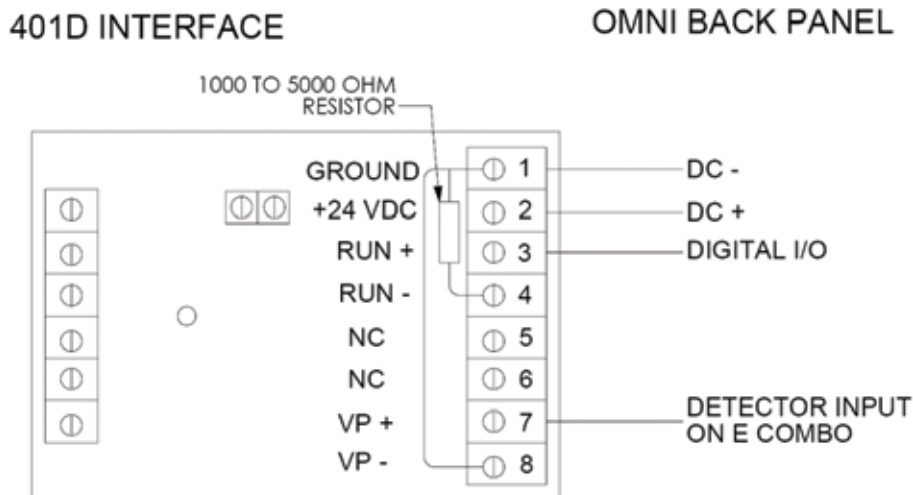 401D INTERFACE
OMNI BACK PANEL
1000 TO 5000 OHM
RESISTOR
GROUND 1 DC -
+24 VDC 2 DC +
RUN + 3 DIGITAL I/O
RUN - 4
NC 5
NC 6
VP + 7 DETECTOR INPUT
ON E COMBO
VP - 8